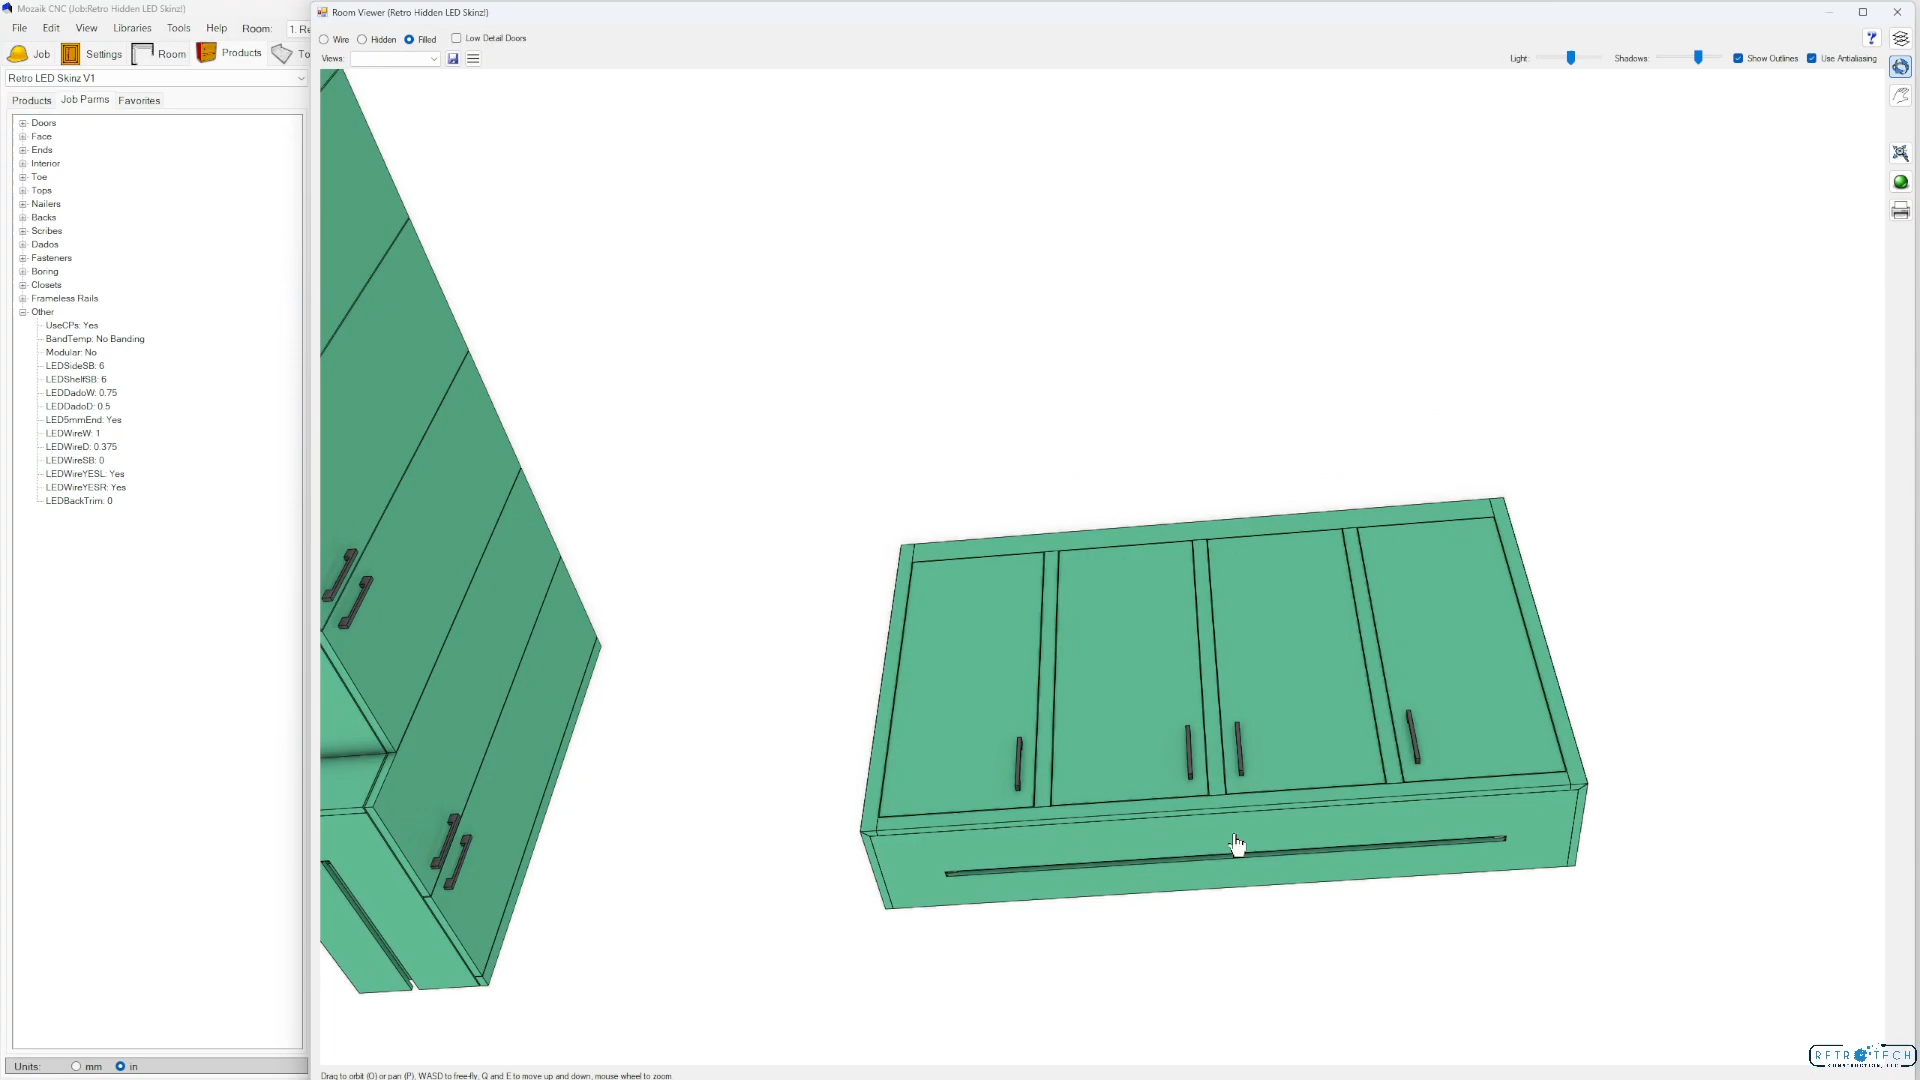 Mozaik CNC (Job:Retro Hidden LED Skinz!)
File Edit View Libraries Tools Help Room: 1. Re
Job Settings Room Products To
Retro LED Skinz V1
Products Job Parms Favorites
Doors
Face
Ends
Interior
Toe
Tops
Nailers
Backs
Scribes
Dados
Fasteners
Boring
Closets
Frameless Rails
Other
UseCPs: Yes
BandTemp: No Banding
Modular: No
LEDSideSB: 6
LEDShelfSB: 6
LEDDadoW: 0.75
LEDDadoD: 0.5
LED5mmEnd: Yes
LEDWireW: 1
LEDWireD: 0.375
LEDWireSB: 0
LEDWireYESL: Yes
LEDWireYESR: Yes
LEDBackTrim: 0
Units: mm in
Room Viewer (Retro Hidden LED Skinz!)
Wire Hidden Filled Low Detail Doors
Views: Light: Shadows: Show Outlines Use Antialiasing
?
Drag to orbit (O) or pan (P), WASD to free-fly, Q and E to move up and down, mouse wheel to zoom.
RETROTECH
CONSTRUCTION, LLC